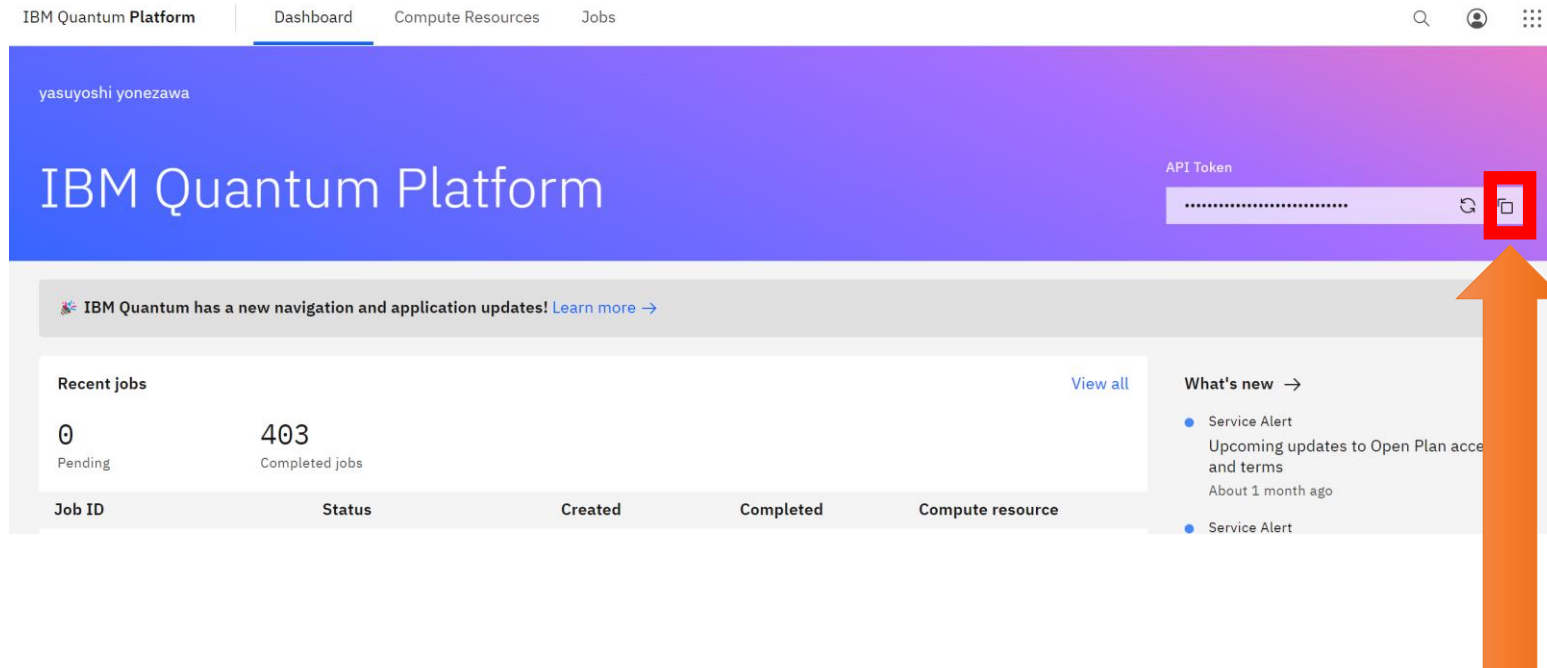 IBM Quantum Platform Dashboard Compute Resources Jobs
yasuyoshi yonezawa
IBM Quantum Platform
API Token
•••••••••••••••••••••••••••••
🎉 IBM Quantum has a new navigation and application updates! Learn more →
Recent jobs View all
0 403
Pending Completed jobs
Job ID Status Created Completed Compute resource
What's new →
Service Alert
Upcoming updates to Open Plan
and terms
About 1 month ago
Service Alert